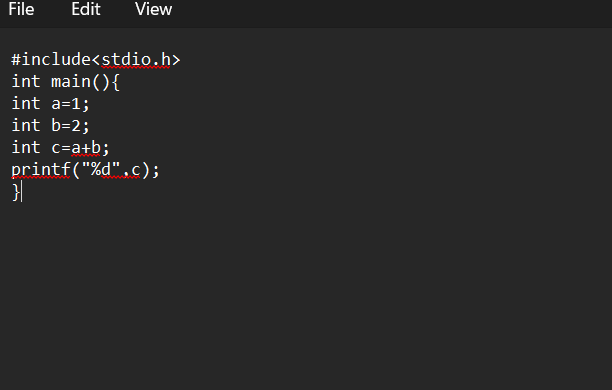 File Edit View
#include<stdio.h>
int main(){
int a=1;
int b=2;
int c=a+b;
printf("%d",c);
}